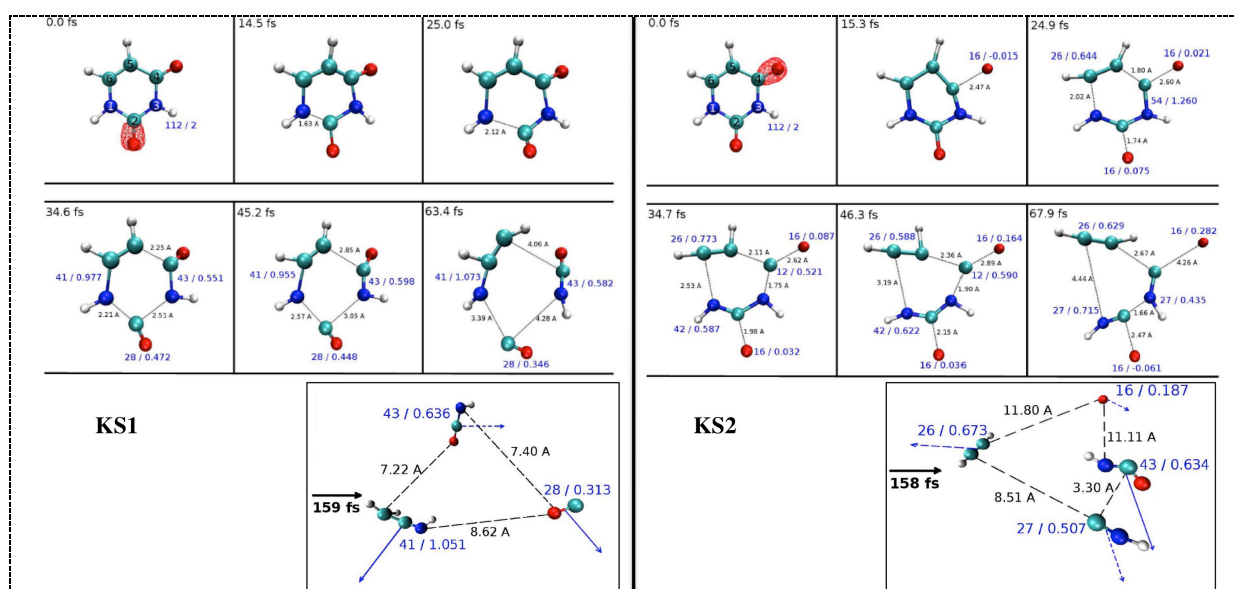 0.0 fs
14.5 fs
25.0 fs
5
6
4
1
3
2
112 / 2
1.63 A
2.12 A
34.6 fs
45.2 fs
63.4 fs
2.25 A
41 / 0.977
43 / 0.551
2.21 A
2.51 A
28 / 0.472
2.85 A
41 / 0.955
43 / 0.598
2.57 A
3.05 A
28 / 0.448
4.06 A
41 / 1.073
43 / 0.582
3.39 A
4.28 A
28 / 0.346
KS1
159 fs
43 / 0.636
7.22 A
7.40 A
28 / 0.313
8.62 A
41 / 1.051
0.0 fs
15.3 fs
24.9 fs
5
6
4
1
3
2
112 / 2
16 / -0.015
2.47 A
26 / 0.644
16 / 0.021
1.80 A
2.60 A
2.02 A
54 / 1.260
1.74 A
16 / 0.075
34.7 fs
46.3 fs
67.9 fs
26 / 0.773
16 / 0.087
2.11 A
2.62 A
12 / 0.521
2.53 A
1.75 A
42 / 0.587
1.98 A
16 / 0.032
26 / 0.588
16 / 0.164
2.36 A
2.89 A
12 / 0.590
3.19 A
1.90 A
42 / 0.622
2.15 A
16 / 0.036
26 / 0.629
16 / 0.282
2.67 A
4.26 A
4.44 A
27 / 0.435
27 / 0.715
1.66 A
2.47 A
16 / -0.061
KS2
158 fs
16 / 0.187
11.80 A
26 / 0.673
11.11 A
43 / 0.634
8.51 A
3.30 A
27 / 0.507